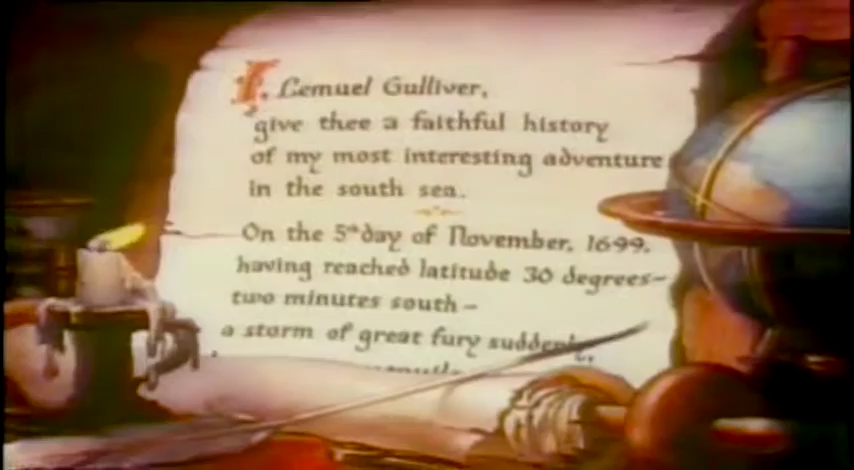 I, Lemuel Gulliver,
give thee a faithful history
of my most interesting adventure
in the south sea.
On the 5th day of November, 1699,
having reached latitude 30 degrees—
two minutes south—
a storm of great fury